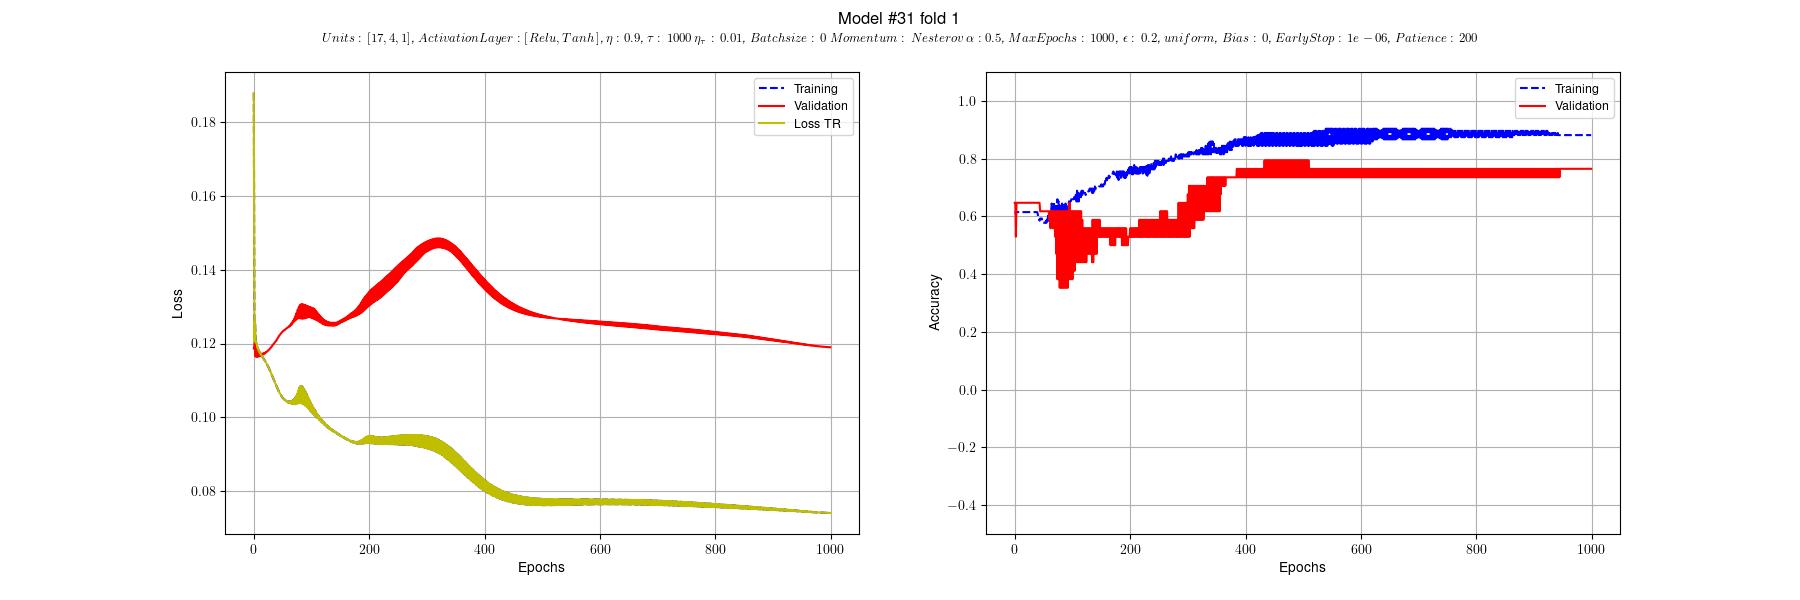 Model #31 fold 1
Units : [17, 4, 1], ActivationLayer : [Relu, Tanh], η : 0.9, τ : 1000 ητ : 0.01, Batchsize : 0 Momentum : Nesterov α : 0.5, MaxEpochs : 1000, ϵ : 0.2, uniform, Bias : 0, EarlyStop : 1e − 06, Patience : 200
Training
Validation
Loss TR
0.18
0.16
0.14
0.12
0.10
0.08
Loss
0 200 400 600 800 1000
Epochs
Training
Validation
1.0
0.8
0.6
0.4
0.2
0.0
−0.2
−0.4
Accuracy
0 200 400 600 800 1000
Epochs